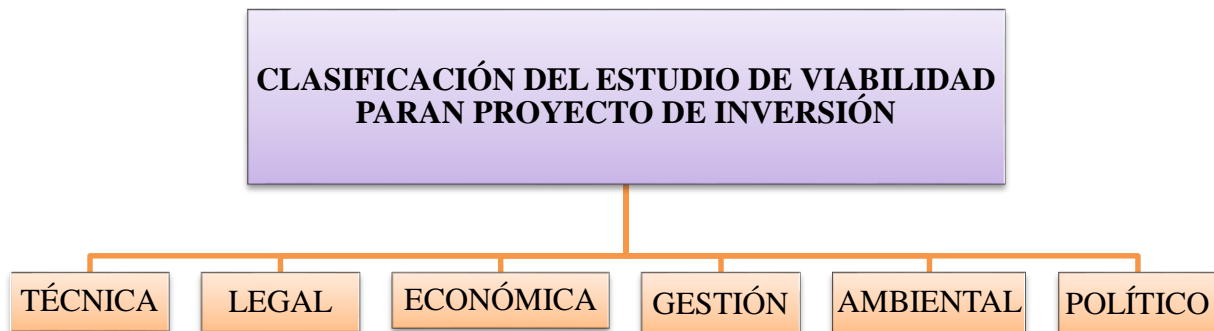 CLASIFICACIÓN DEL ESTUDIO DE VIABILIDAD
PARAN PROYECTO DE INVERSIÓN
TÉCNICA
LEGAL
ECONÓMICA
GESTIÓN
AMBIENTAL
POLÍTICO